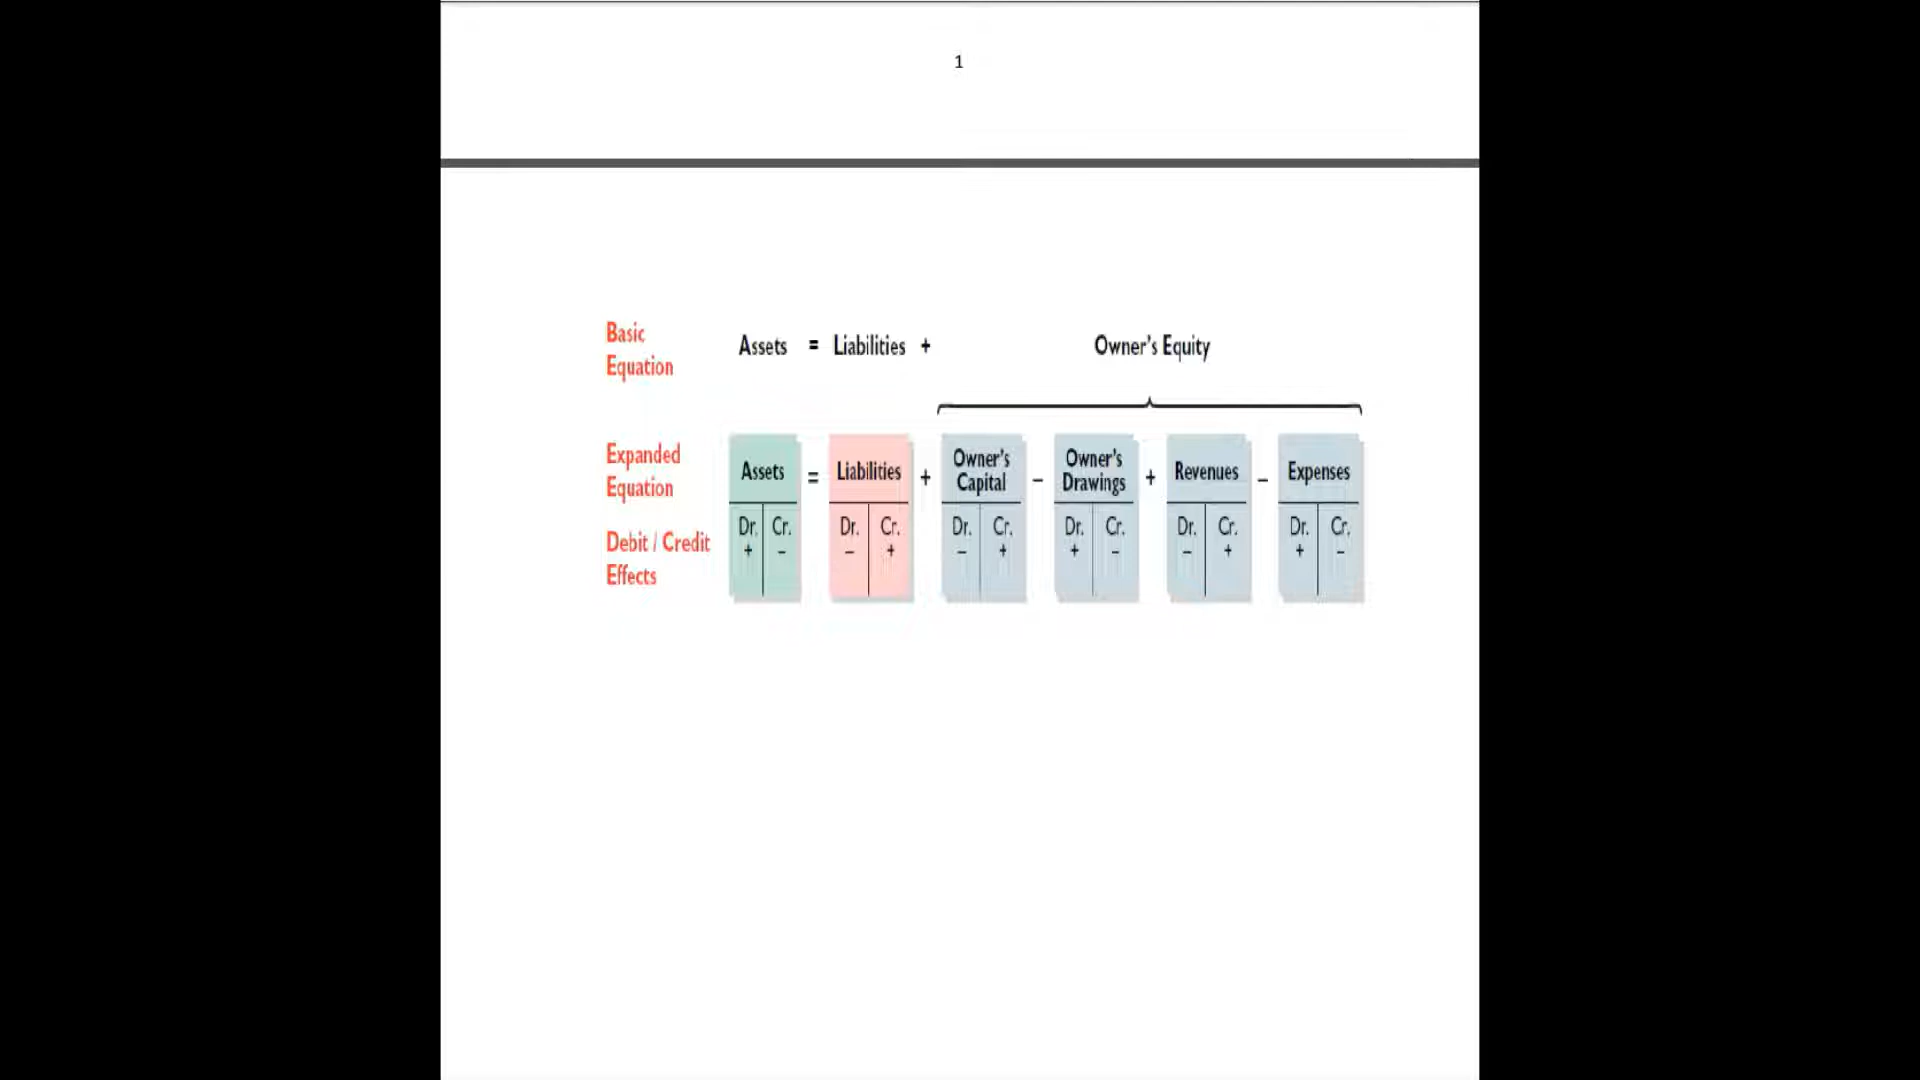 1
Basic
Equation
Assets = Liabilities + Owner's Equity
Expanded
Equation
Assets = Liabilities + Owner's Capital – Owner's Drawings + Revenues – Expenses
Debit / Credit
Effects
Dr. Cr. Dr. Cr. Dr. Cr. Dr. Cr. Dr. Cr. Dr. Cr.
+ – – + – + + – – + + –